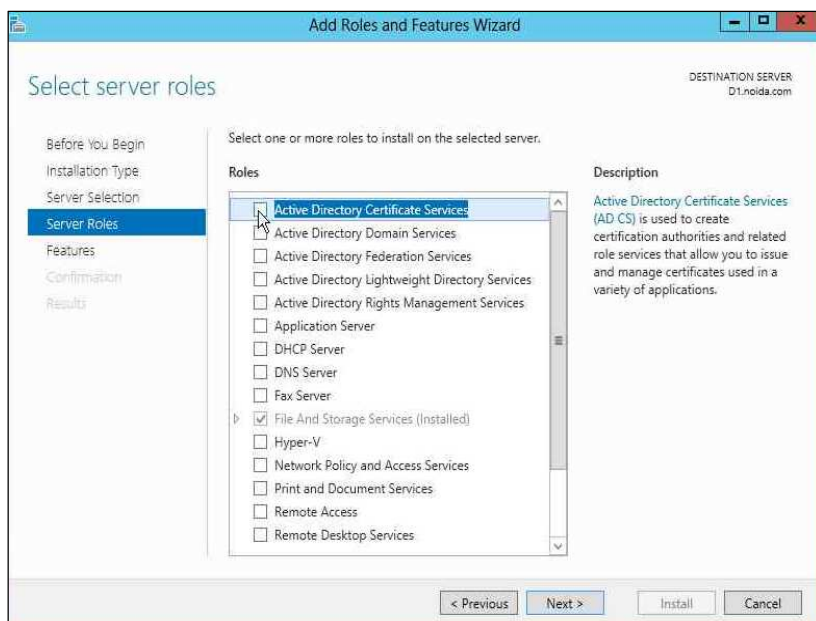 Add Roles and Features Wizard
Select server roles
DESTINATION SERVER
D1.noida.com
Before You Begin
Installation Type
Server Selection
Server Roles
Features
Confirmation
Results
Select one or more roles to install on the selected server.
Roles
Active Directory Certificate Services
Active Directory Domain Services
Active Directory Federation Services
Active Directory Lightweight Directory Services
Active Directory Rights Management Services
Application Server
DHCP Server
DNS Server
Fax Server
File And Storage Services (Installed)
Hyper-V
Network Policy and Access Services
Print and Document Services
Remote Access
Remote Desktop Services
Description
Active Directory Certificate Services
(AD CS) is used to create
certification authorities and related
role services that allow you to issue
and manage certificates used in a
variety of applications.
< Previous
Next >
Install
Cancel